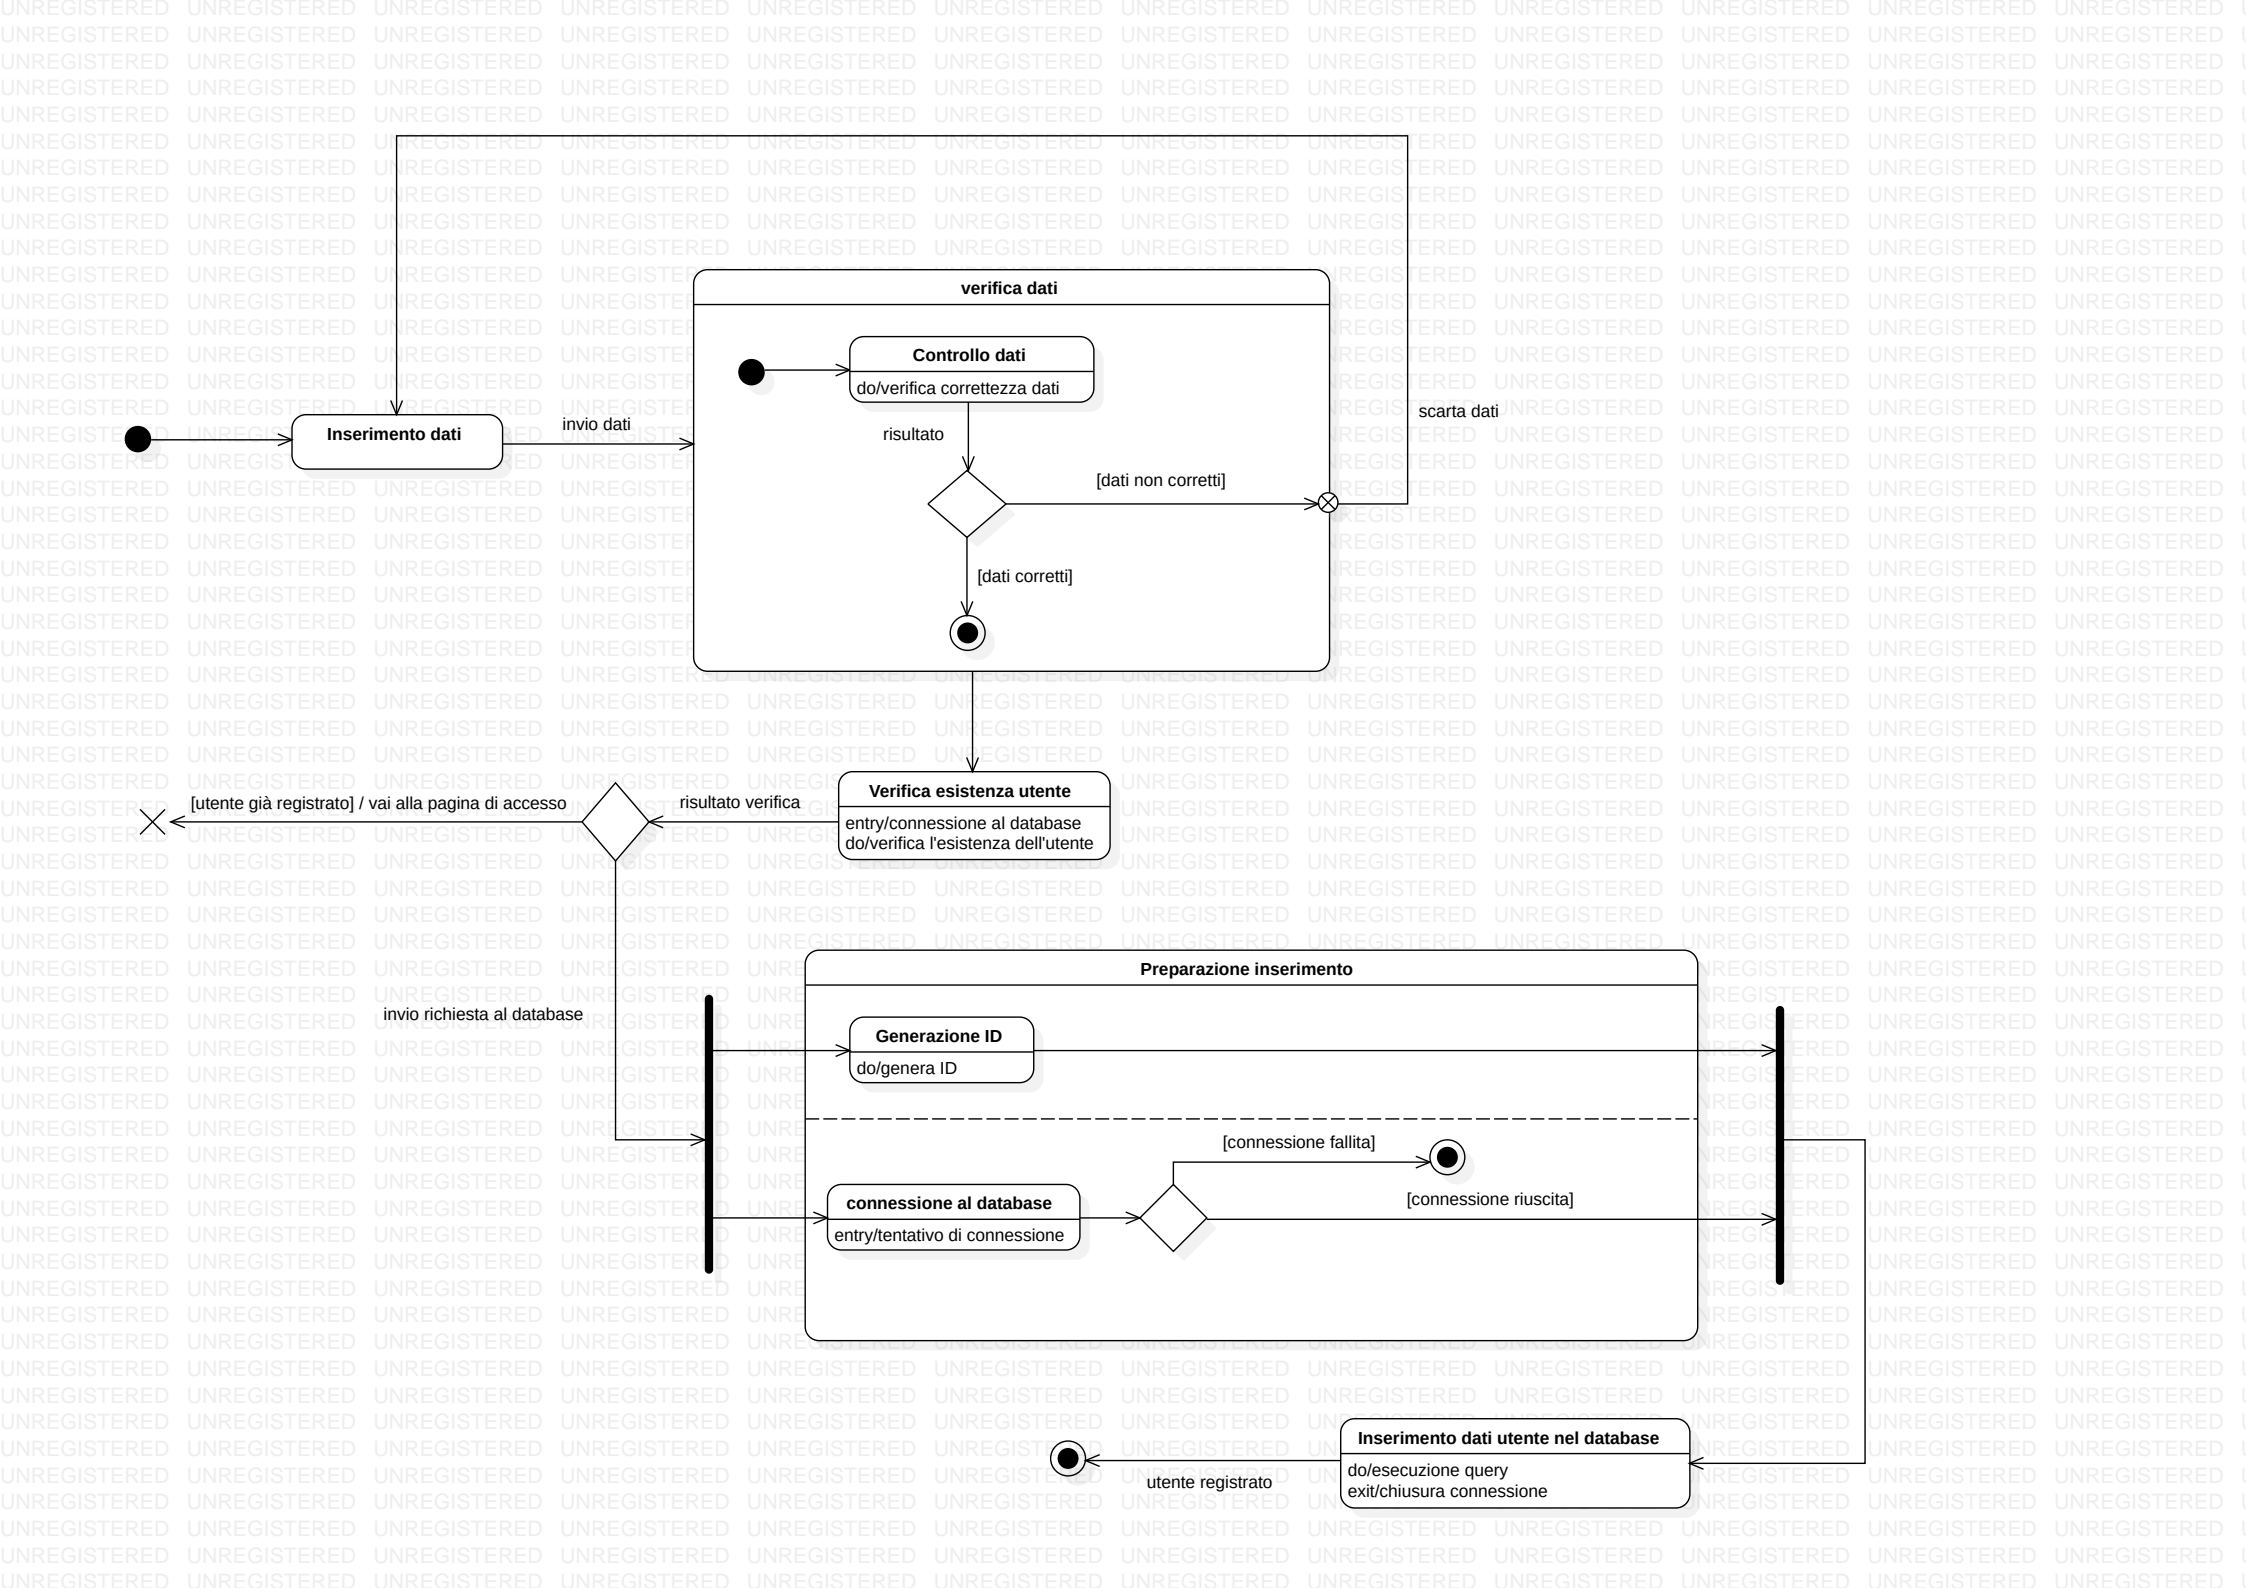 verifica dati
Controllo dati
do/verifica correttezza dati
Inserimento dati
invio dati
risultato
scarta dati
[dati non corretti]
[dati corretti]
Verifica esistenza utente
entry/connessione al database
do/verifica l'esistenza dell'utente
risultato verifica
[utente già registrato] / vai alla pagina di accesso
invio richiesta al database
Preparazione inserimento
Generazione ID
do/genera ID
[connessione fallita]
connessione al database
entry/tentativo di connessione
[connessione riuscita]
Inserimento dati utente nel database
do/esecuzione query
exit/chiusura connessione
utente registrato
UNREGISTERED